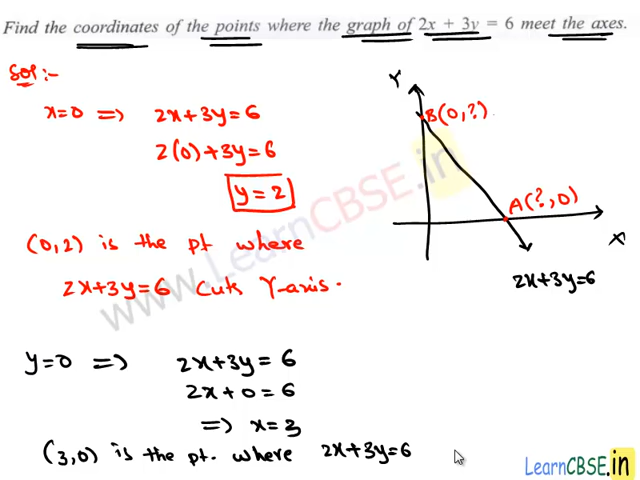 Find the coordinates of the points where the graph of 2x + 3y = 6 meet the axes.
Sol :-
x=0 => 2x+3y=6
2(0)+3y=6
y=2
(0,2) is the pt where
2x+3y=6 cuts Y-axis.
Y
B(0,?)
A(?,0)
X
2x+3y=6
y=0 => 2x+3y=6
2x+0=6
=> x=3
(3,0) is the pt. where 2x+3y=6
www.LearnCBSE.in
LearnCBSE.in